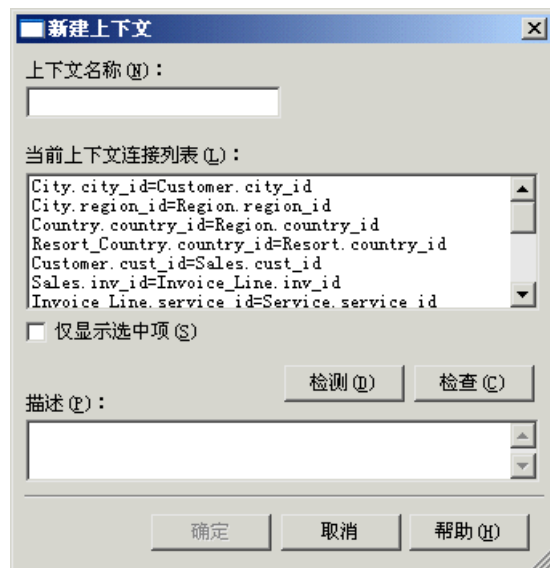 新建上下文
上下文名称(N)：
当前上下文连接列表(L)：
City.city_id=Customer.city_id
City.region_id=Region.region_id
Country.country_id=Region.country_id
Resort_Country.country_id=Resort.country_id
Customer.cust_id=Sales.cust_id
Sales.inv_id=Invoice_Line.inv_id
Invoice_Line.service_id=Service.service_id
仅显示选中项(S)
检测(D) 检查(C)
描述(P)：
确定 取消 帮助(H)